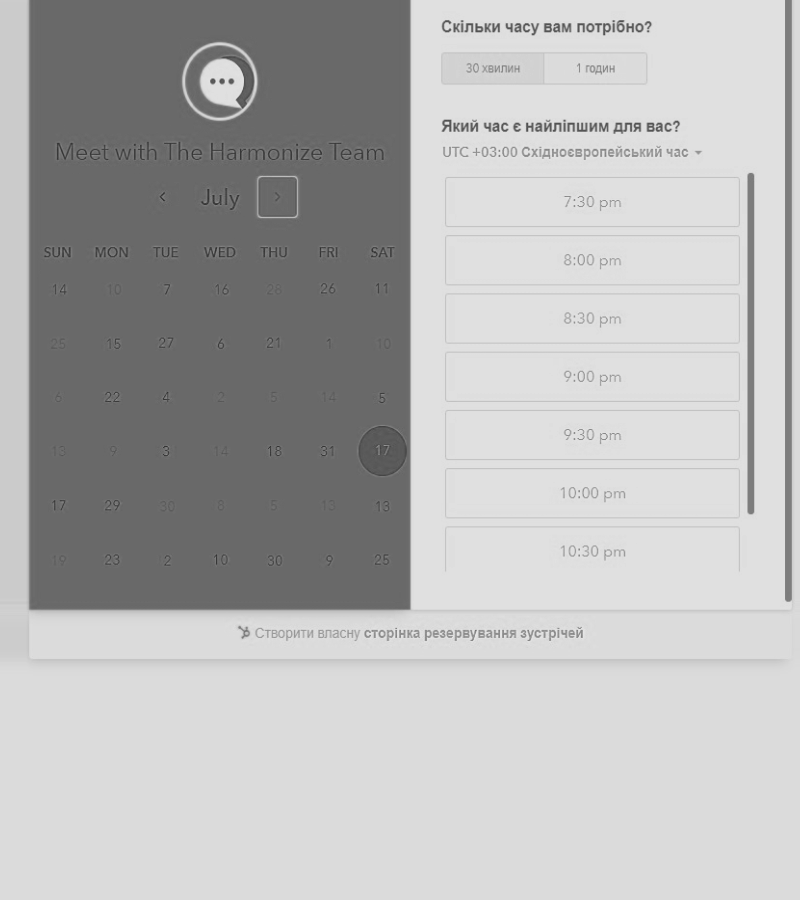 Meet with The Harmonize Team
July
SUN MON TUE WED THU FRI SAT
14 10 7 16 28 26 11
25 15 27 6 21 1 10
6 22 4 2 5 14 5
13 9 3 14 18 31 17
17 29 30 8 5 13 13
19 23 2 10 30 9 25
Скільки часу вам потрібно?
30 хвилин 1 годин
Який час є найліпшим для вас?
UTC +03:00 Східноєвропейський час
7:30 pm
8:00 pm
8:30 pm
9:00 pm
9:30 pm
10:00 pm
10:30 pm
Створити власну сторінка резервування зустрічей